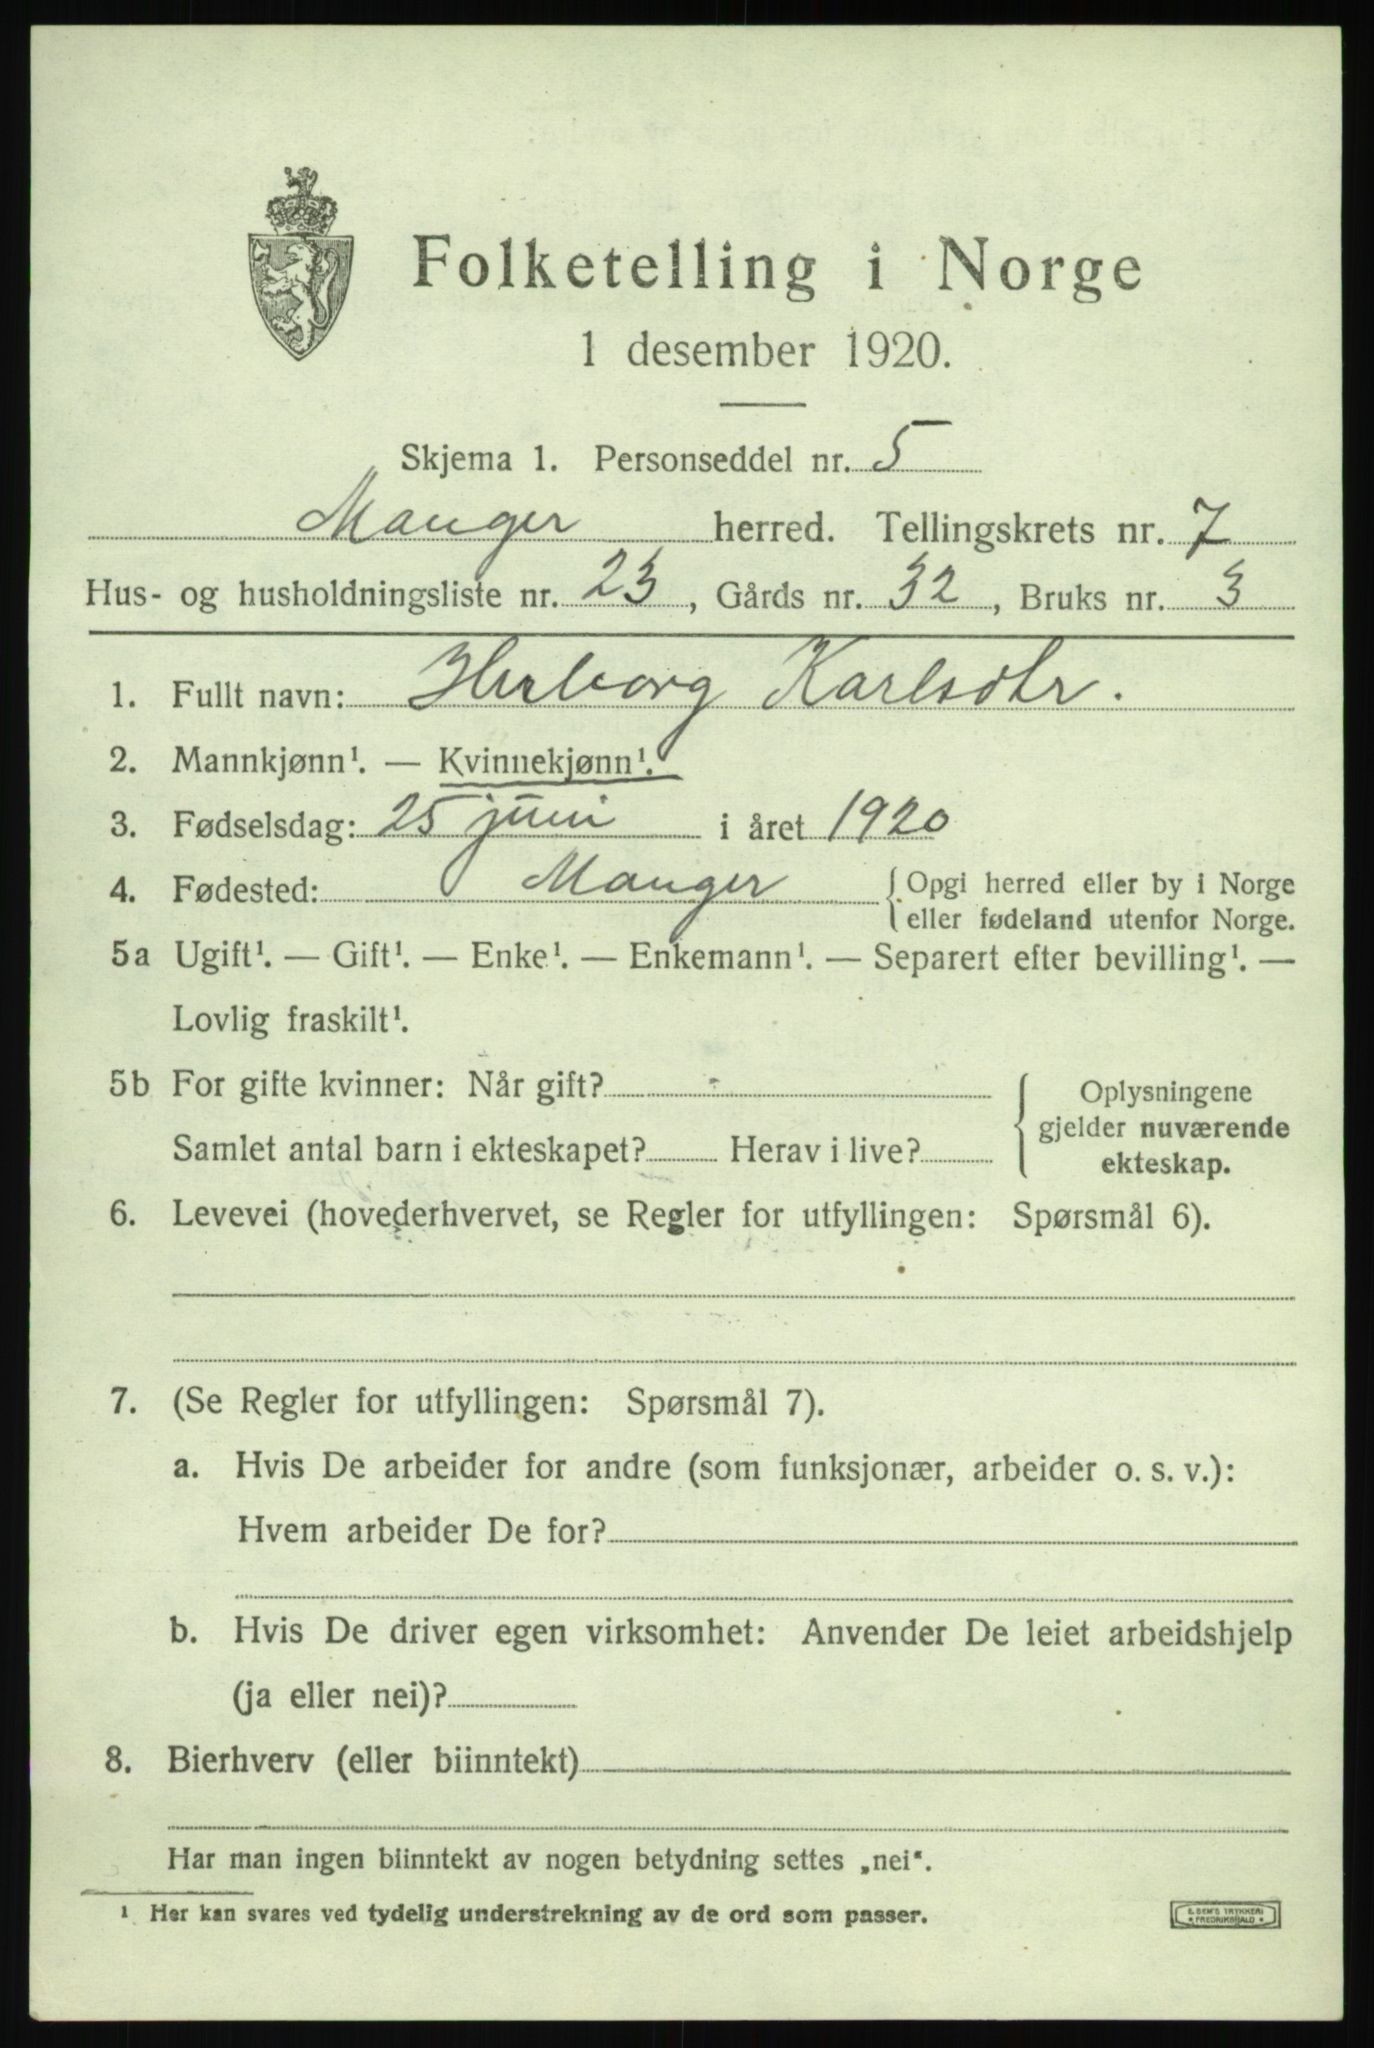 Folketelling i Norge
1 desember 1920.
Skjema 1. Personseddel nr. 5
Manger herred. Tellingskrets nr. 7
Hus- og husholdningsliste nr. 23, Gårds nr. 32, Bruks nr. 3
1. Fullt navn: Herborg Karlsdtr.
2. Mannkjønn¹. — Kvinnekjønn¹.
3. Fødselsdag: 25 juni i året 1920
4. Fødested: Manger {Opgi herred eller by i Norge
eller fødeland utenfor Norge.
5a Ugift¹. — Gift¹. — Enke¹. — Enkemann¹. — Separert efter bevilling¹. —
Lovlig fraskilt¹.
5b For gifte kvinner: Når gift? -
Samlet antal barn i ekteskapet? Herav i live?
{Oplysningene
gjelder nuværende
ekteskap.
6. Levevei (hovederhvervet, se Regler for utfyllingen: Spørsmål 6).
7. (Se Regler for utfyllingen: Spørsmål 7).
a. Hvis De arbeider for andre (som funksjonær, arbeider o. s. v.):
Hvem arbeider De for?
b. Hvis De driver egen virksomhet: Anvender De leiet arbeidshjelp
(ja eller nei)?
8. Bierhverv (eller biinntekt)
Har man ingen biinntekt av nogen betydning settes „nei".
¹ Her kan svares ved tydelig understrekning av de ord som passer.
E. SEM'S TRYKKERI
* FREDRIKSHALD *